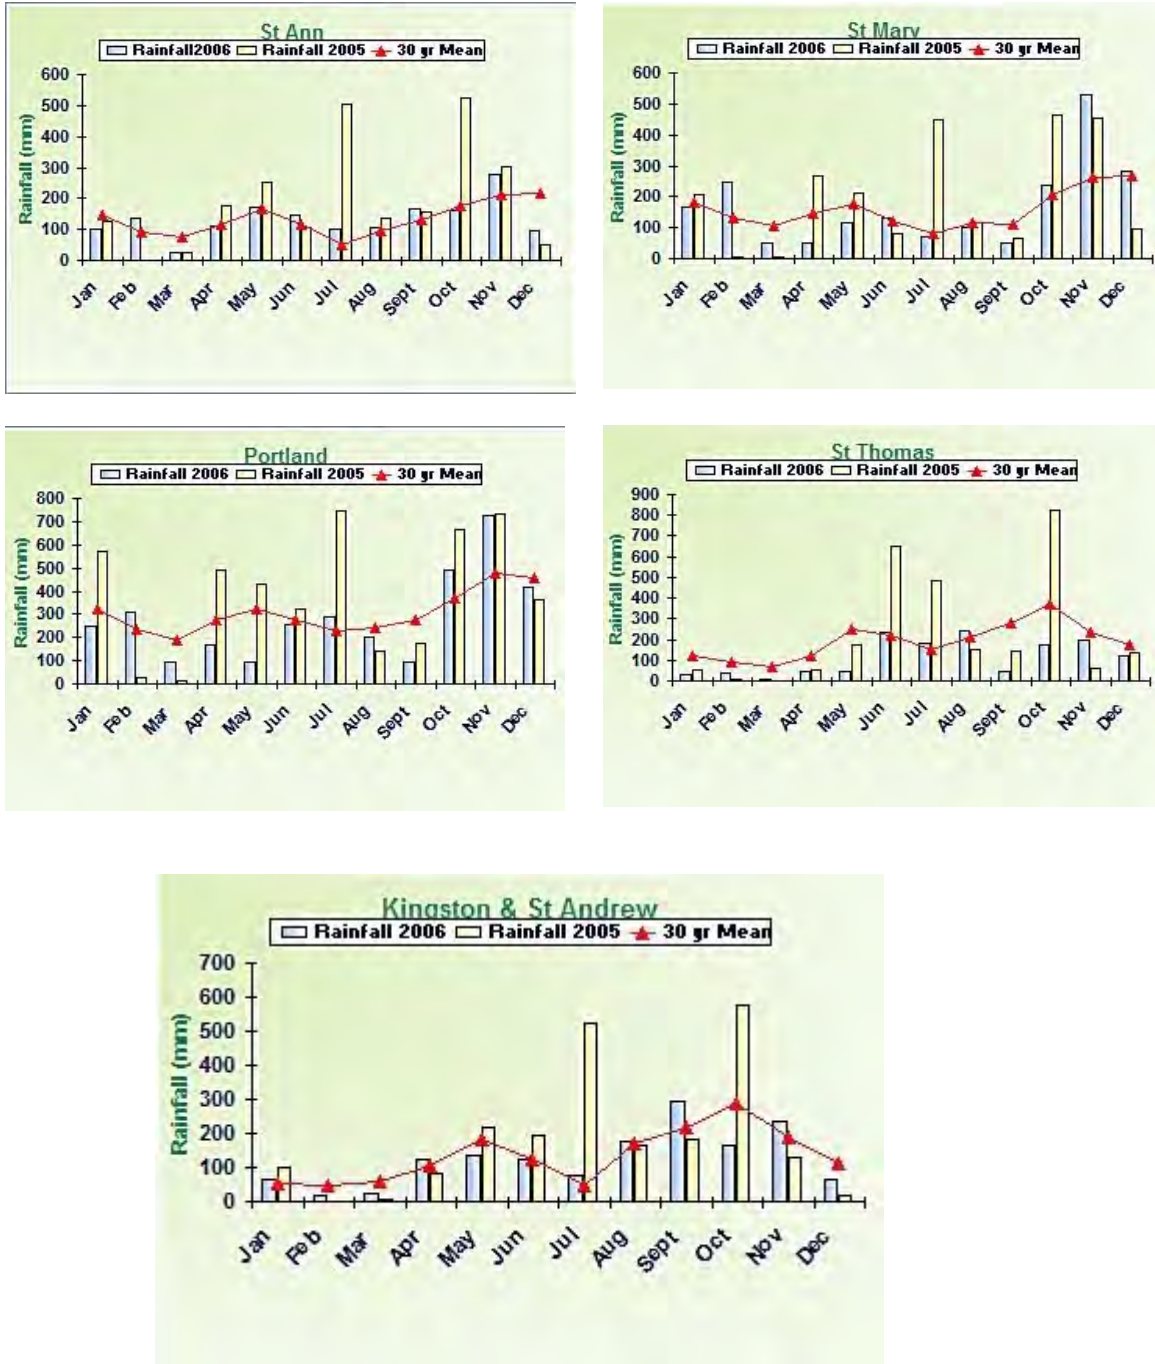 St Ann
Rainfall2006 Rainfall 2005 30 yr Mean
Rainfall (mm)
600
500
400
300
200
100
0
Jan Feb Mar Apr May Jun Jul Aug Sept Oct Nov Dec
St Mary
Rainfall 2006 Rainfall 2005 30 yr Mean
Rainfall (mm)
600
500
400
300
200
100
0
Jan Feb Mar Apr May Jun Jul Aug Sept Oct Nov Dec
Portland
Rainfall 2006 Rainfall 2005 30 yr Mean
Rainfall (mm)
800
700
600
500
400
300
200
100
0
Jan Feb Mar Apr May Jun Jul Aug Sept Oct Nov Dec
St Thomas
Rainfall 2006 Rainfall 2005 30 yr Mean
Rainfall (mm)
900
800
700
600
500
400
300
200
100
0
Jan Feb Mar Apr May Jun Jul Aug Sept Oct Nov Dec
Kingston & St Andrew
Rainfall 2006 Rainfall 2005 30 yr Mean
Rainfall (mm)
700
600
500
400
300
200
100
0
Jan Feb Mar Apr May Jun Jul Aug Sept Oct Nov Dec